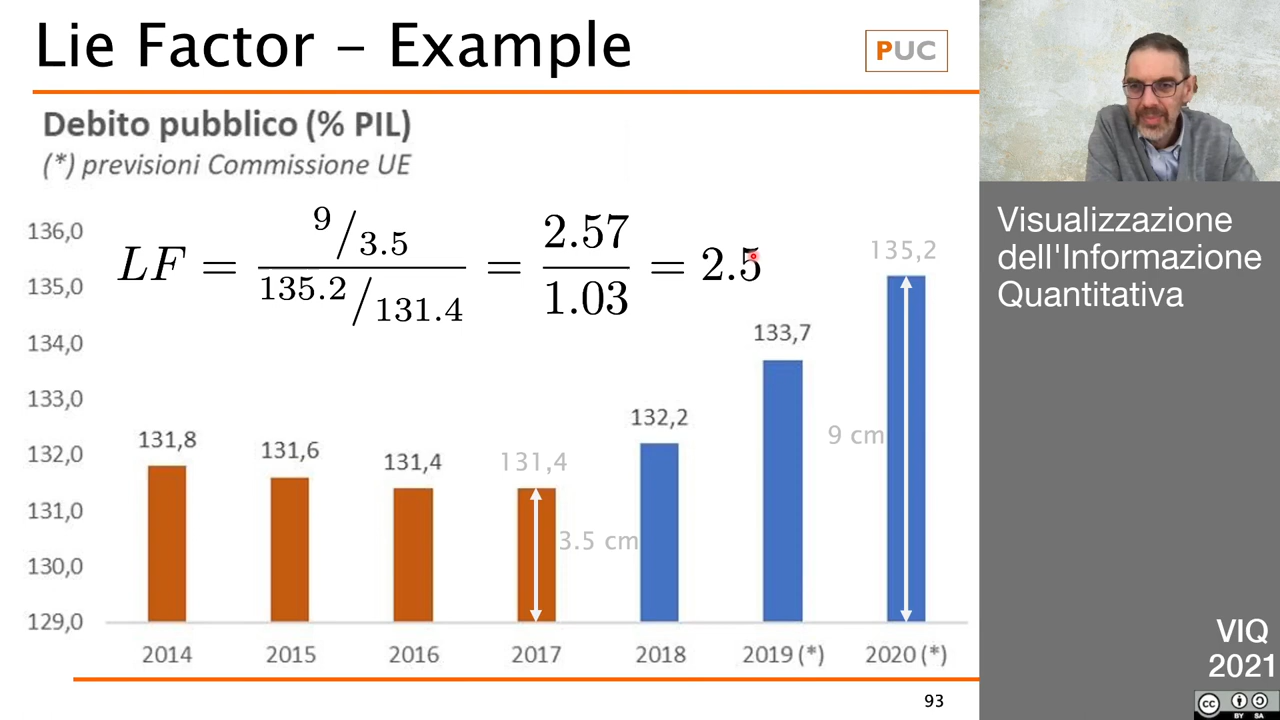 Lie Factor – Example
PUC
Debito pubblico (% PIL)
(*) previsioni Commissione UE
136,0
135,0
134,0
133,0
132,0
131,0
130,0
129,0
LF = 9/3.5 / 135.2/131.4 = 2.57 / 1.03 = 2.5
131,8
131,6
131,4
131,4
132,2
133,7
135,2
3.5 cm
9 cm
2014 2015 2016 2017 2018 2019 (*) 2020 (*)
93
Visualizzazione
dell'Informazione
Quantitativa
VIQ
2021
cc
BY SA